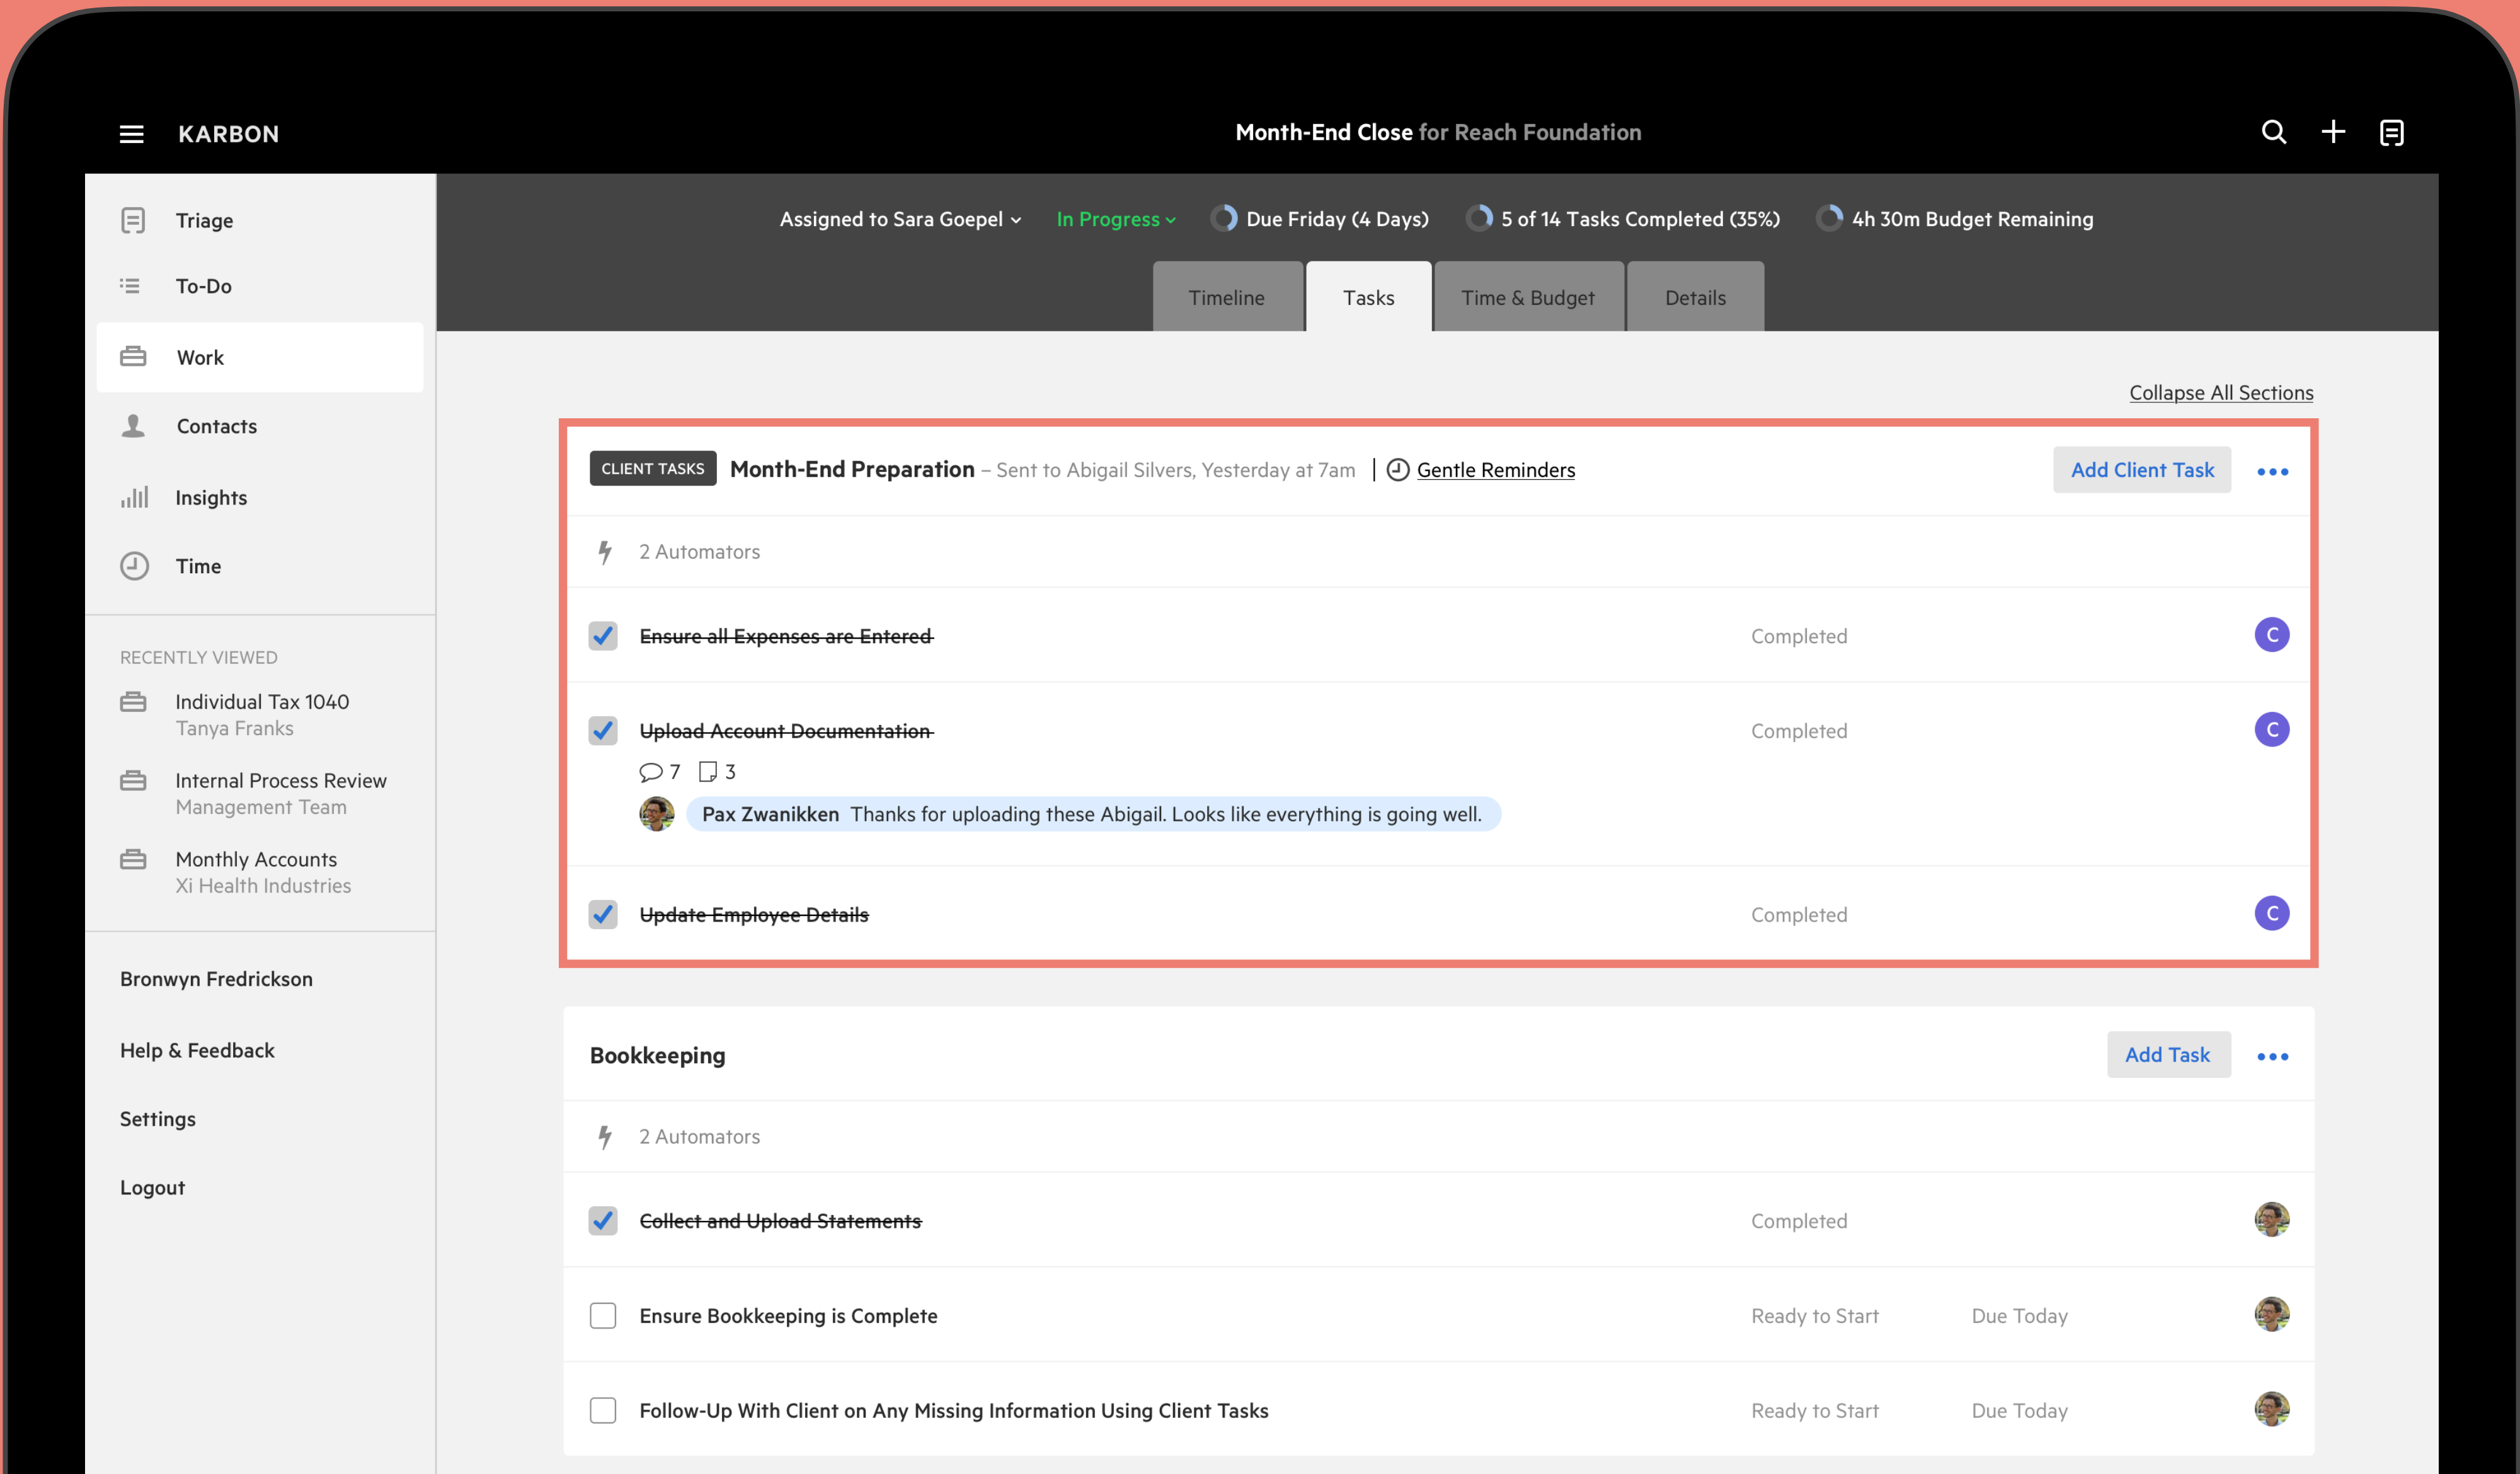 KARBON
Month-End Close for Reach Foundation
Triage
To-Do
Work
Contacts
Insights
Time
RECENTLY VIEWED
Individual Tax 1040
Tanya Franks
Internal Process Review
Management Team
Monthly Accounts
Xi Health Industries
Bronwyn Fredrickson
Help & Feedback
Settings
Logout
Assigned to Sara Goepel In Progress Due Friday (4 Days) 5 of 14 Tasks Completed (35%) 4h 30m Budget Remaining
Timeline Tasks Time & Budget Details
Collapse All Sections
CLIENT TASKS Month-End Preparation – Sent to Abigail Silvers, Yesterday at 7am | Gentle Reminders Add Client Task
2 Automators
Ensure all Expenses are Entered Completed C
Upload Account Documentation Completed C
7 3
Pax Zwanikken Thanks for uploading these Abigail. Looks like everything is going well.
Update Employee Details Completed C
Bookkeeping Add Task
2 Automators
Collect and Upload Statements Completed
Ensure Bookkeeping is Complete Ready to Start Due Today
Follow-Up With Client on Any Missing Information Using Client Tasks Ready to Start Due Today